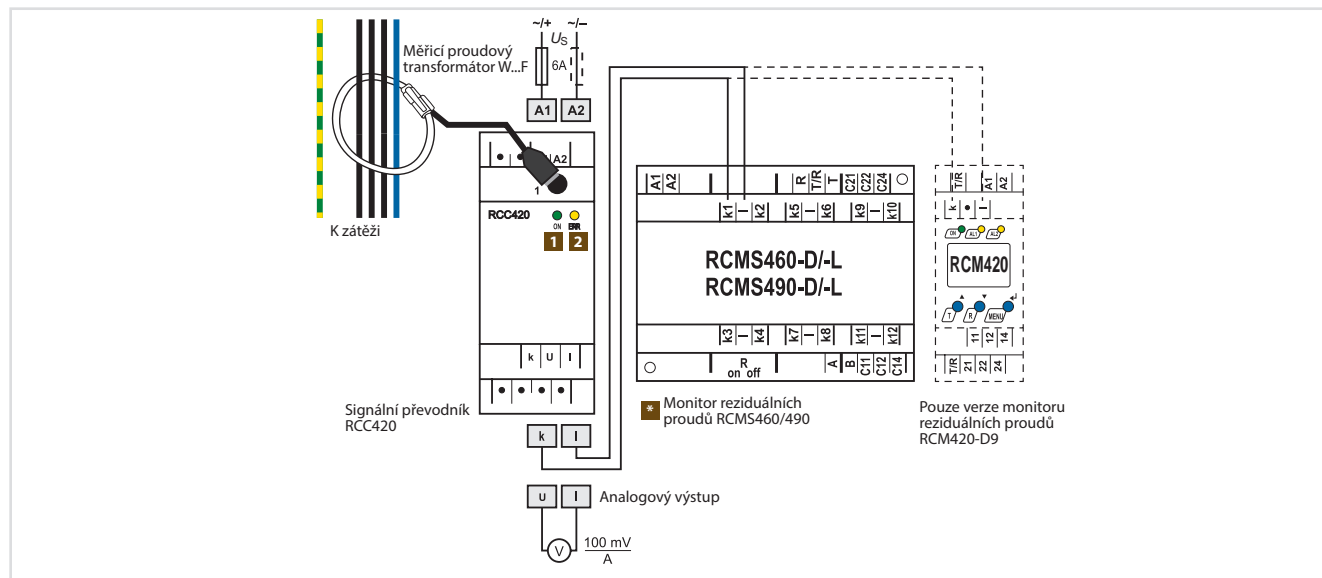 ~/+ ~/–
Us
6A
Měřicí proudový
transformátor W...F
A1 A2
A2
1
RCC420
ON ERR
1 2
K zátěži
k U l
Signální převodník
RCC420
k l
U l
Analogový výstup
V
100 mV
A
A1 A2 R T/R T C21 C22 C24
k1 l k2 k5 l k6 k9 l k10
RCMS460-D/-L
RCMS490-D/-L
k3 l k4 k7 l k8 k11 l k12
R
on off
A B C11 C12 C14
* Monitor reziduálních
proudů RCMS460/490
T/R A1 A2
k l
ON AL1 AL2
RCM420
T R MENU
11 12 14
T/R 21 22 24
Pouze verze monitoru
reziduálních proudů
RCM420-D9